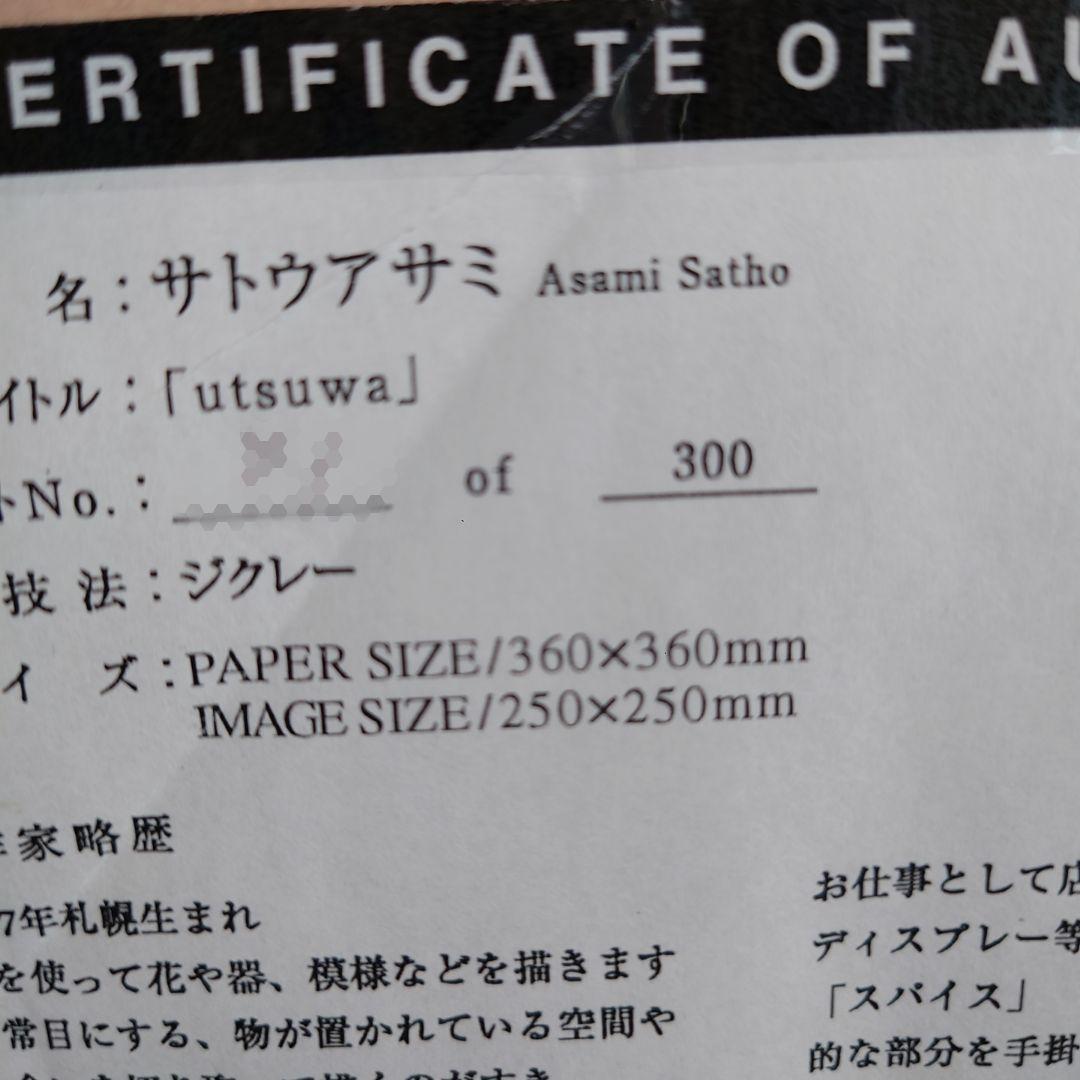 ERTIFICATE OF AU
名：サトウアサミ Asami Satho
イトル：「utsuwa」
トNo.： of 300
技 法：ジクレー
イ ズ：PAPER SIZE/360×360mm
IMAGE SIZE/250×250mm
家略歴
7年札幌生まれ
を使って花や器、模様などを描きます
常目にする、物が置かれている空間や
お仕事として店
ディスプレー等
「スパイス」
的な部分を手掛